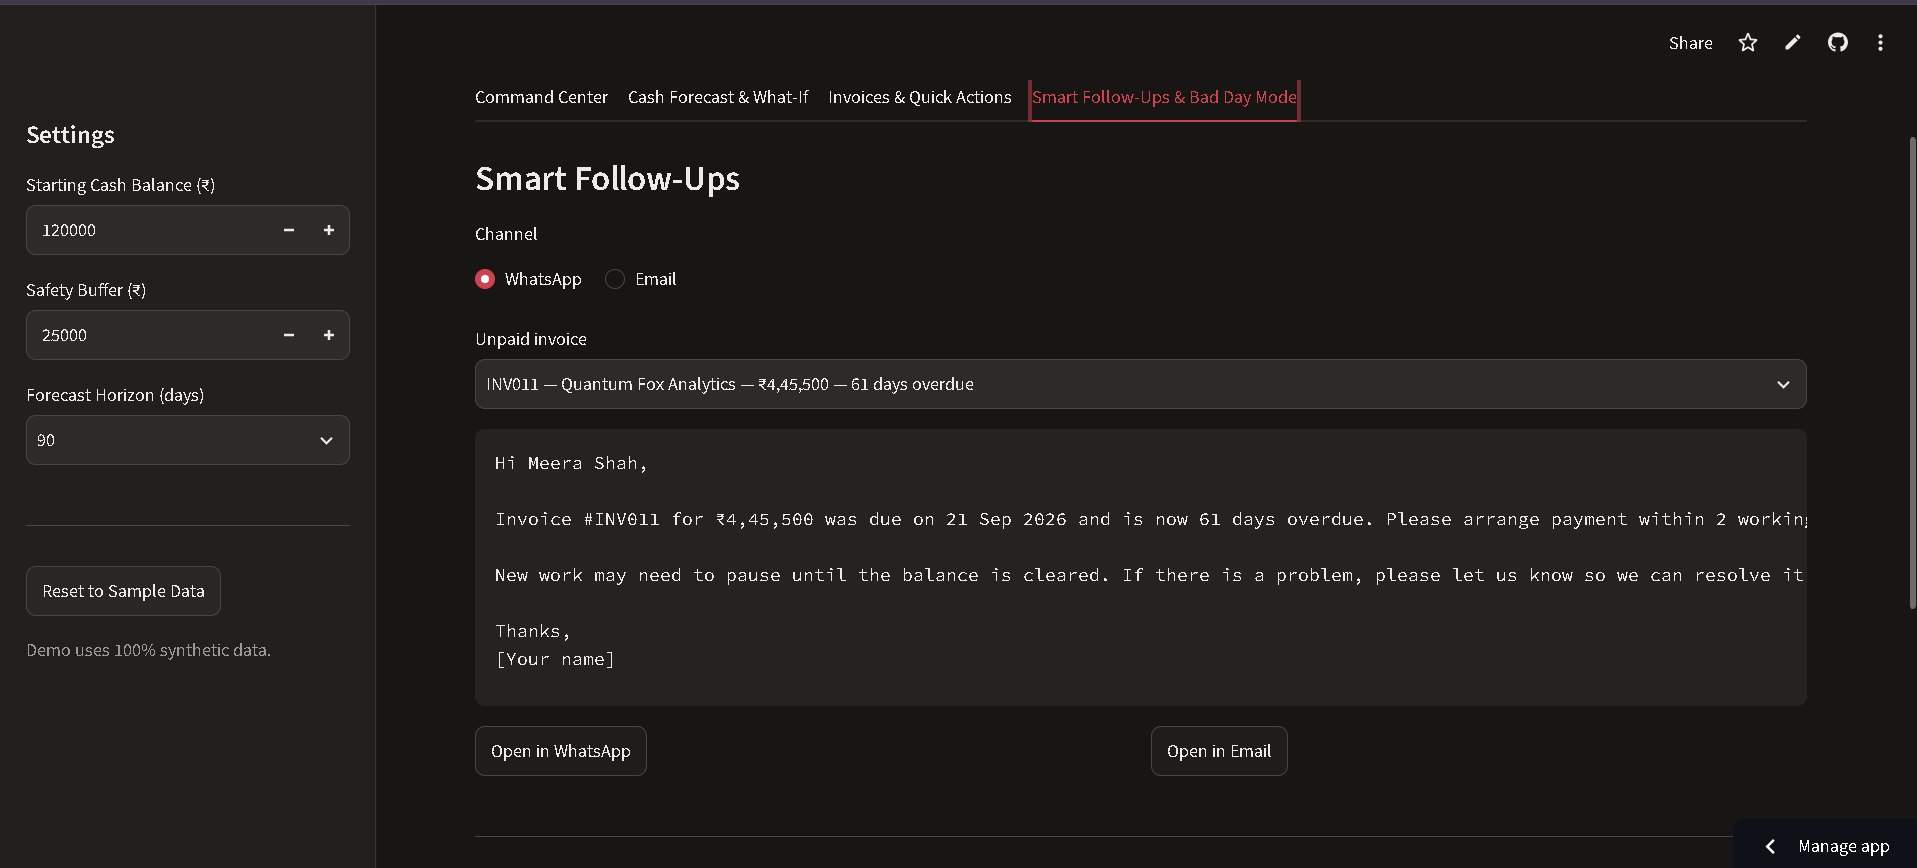 Share
Command Center
Cash Forecast & What-If
Invoices & Quick Actions
Smart Follow-Ups & Bad Day Mode
Settings
Starting Cash Balance (₹)
120000
Safety Buffer (₹)
25000
Forecast Horizon (days)
90
Reset to Sample Data
Demo uses 100% synthetic data.
Smart Follow-Ups
Channel
WhatsApp
Email
Unpaid invoice
INV011 — Quantum Fox Analytics — ₹4,45,500 — 61 days overdue
Hi Meera Shah,
Invoice #INV011 for ₹4,45,500 was due on 21 Sep 2026 and is now 61 days overdue. Please arrange payment within 2 working
New work may need to pause until the balance is cleared. If there is a problem, please let us know so we can resolve it
Thanks,
[Your name]
Open in WhatsApp
Open in Email
Manage app